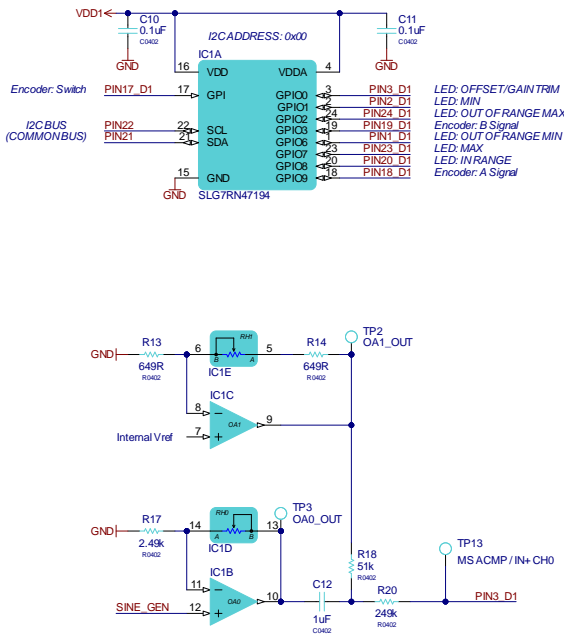 VDD1
C10
0.1uF
C0402
GND
I2C ADDRESS: 0x00
C11
0.1uF
C0402
GND
IC1A
16 VDD
VDDA 4
Encoder: Switch PIN17_D1 17 GPI
GPIO0 3 PIN3_D1 LED: OFFSET/GAIN TRIM
GPIO1 2 PIN2_D1 LED: MIN
GPIO2 24 PIN24_D1 LED: OUT OF RANGE MAX
I2C BUS PIN22 22 SCL
GPIO3 19 PIN19_D1 Encoder: B Signal
(COMMON BUS) PIN21 21 SDA
GPIO6 1 PIN1_D1 LED: OUT OF RANGE MIN
GPIO7 23 PIN23_D1 LED: MAX
GPIO8 20 PIN20_D1 LED: IN RANGE
15 GND
GPIO9 18 PIN18_D1 Encoder: A Signal
GND
SLG7RN47194
TP2
OA1_OUT
R13
RH1
R14
GND
6
B A
5
649R
R0402
IC1E
649R
R0402
IC1C
8
OA1
9
Internal Vref 7
TP3
OA0_OUT
R17
RH0
GND
14
A B
13
2.49k
R0402
IC1D
IC1B
11
OA0
10
SINE_GEN 12
C12
1uF
C0402
R18
51k
R0402
R20
249k
R0402
TP13
MS ACMP / IN+ CH0
PIN3_D1